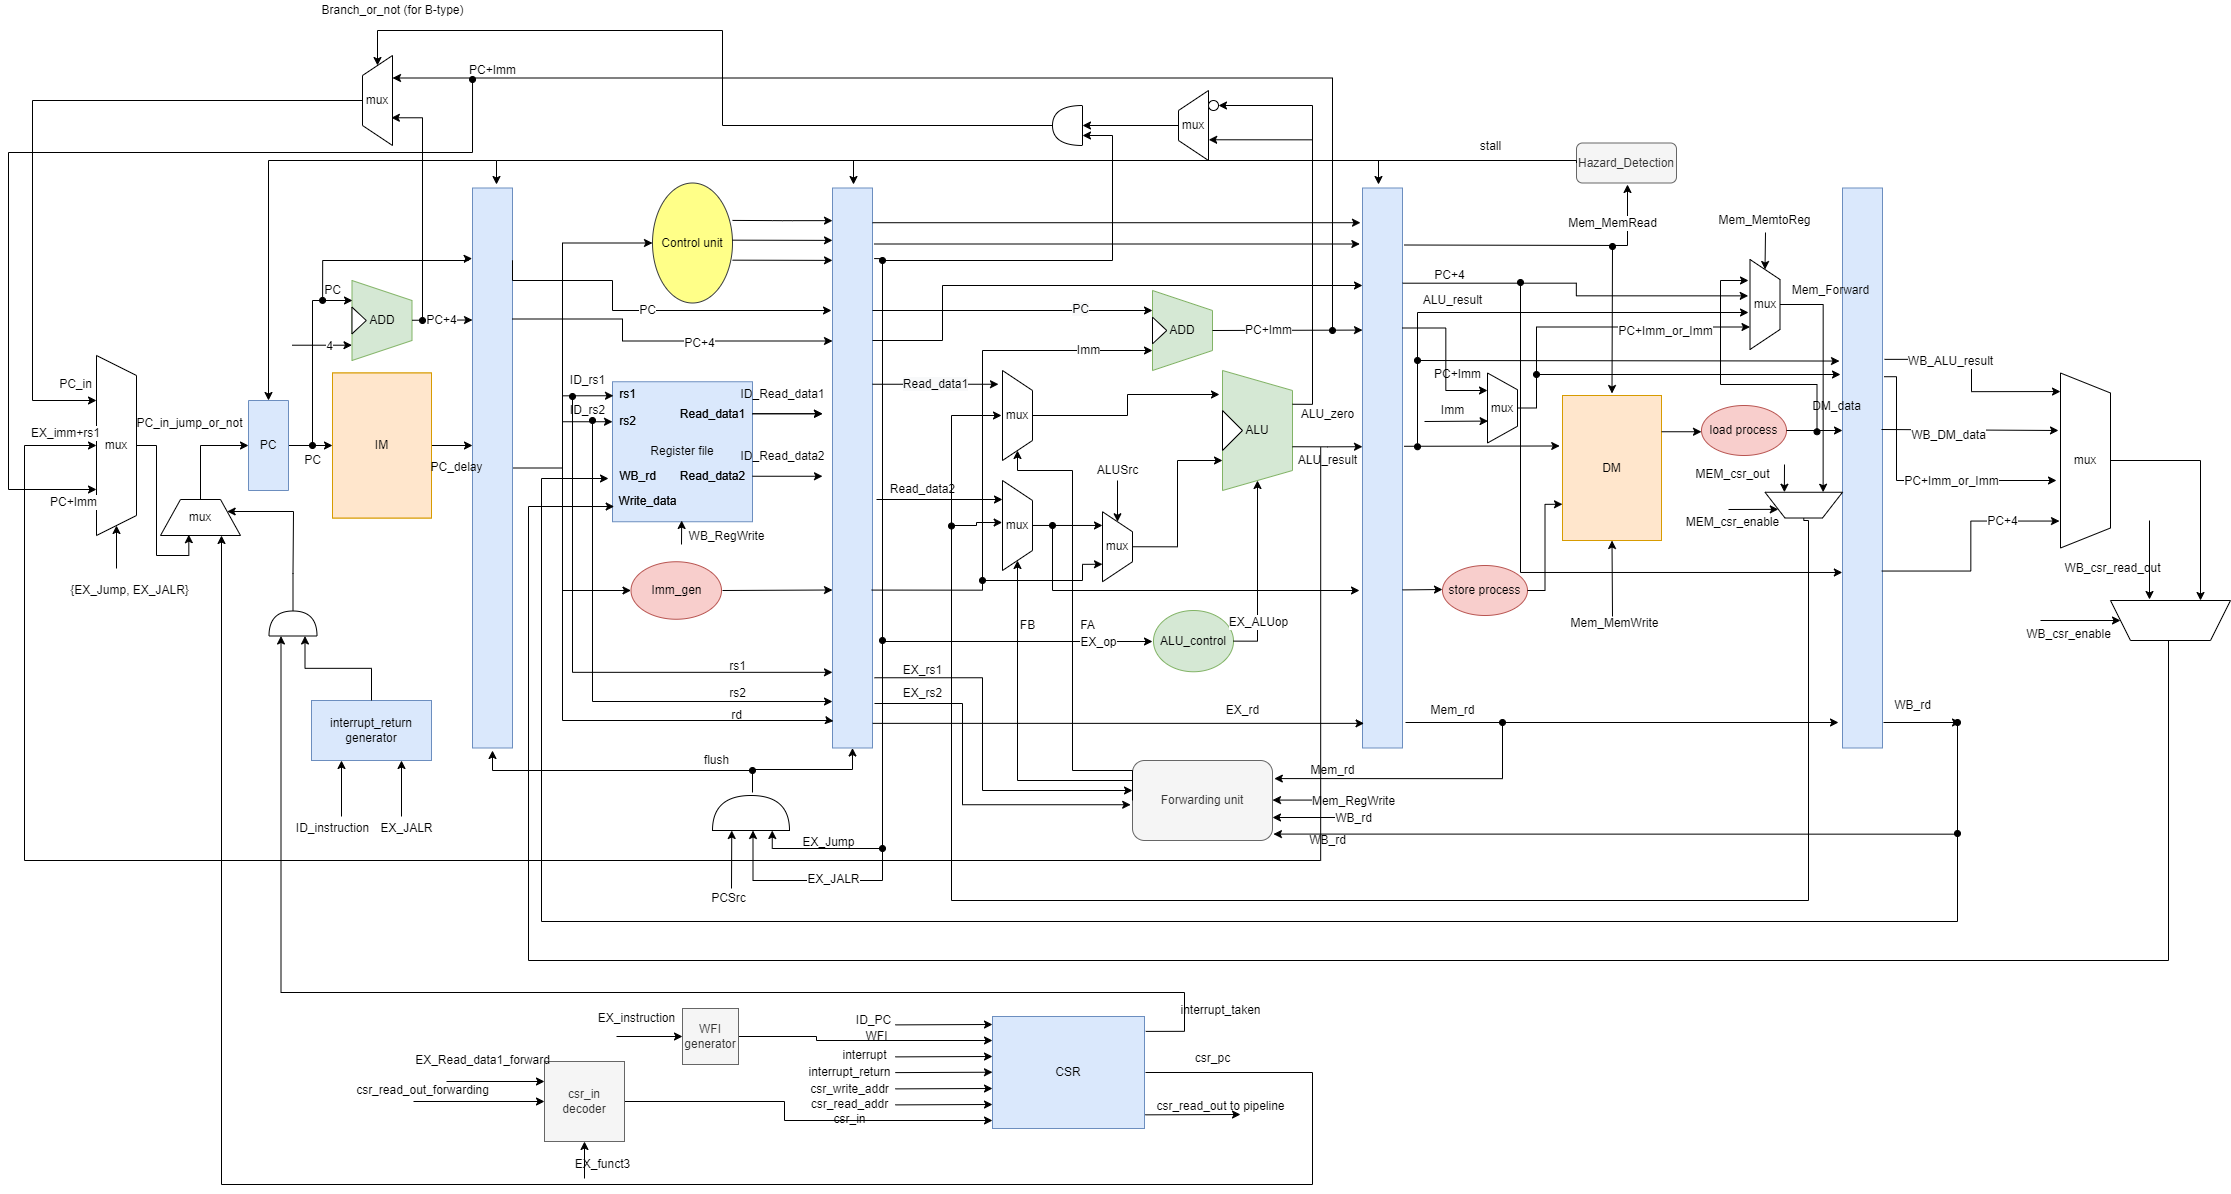 Branch_or_not (for B-type)
PC+Imm
mux
mux
stall
Hazard_Detection
Mem_MemRead
Mem_MemtoReg
Control unit
PC
ADD
PC+4
4
PC
PC+4
PC
ADD
PC+Imm
Imm
PC+4
ALU_result
Mem_Forward
mux
PC+Imm_or_Imm
PC_in
EX_imm+rs1
mux
PC+Imm
{EX_Jump, EX_JALR}
PC_in_jump_or_not
mux
PC
PC
IM
PC_delay
ID_rs1
rs1
ID_rs2
rs2
Register file
WB_rd
Write_data
Read_data1
Read_data2
ID_Read_data1
ID_Read_data2
WB_RegWrite
Imm_gen
Read_data1
mux
Read_data2
mux
ALUSrc
mux
ALU
ALU_zero
ALU_result
PC+Imm
Imm
mux
DM
load process
DM_data
MEM_csr_out
MEM_csr_enable
store process
Mem_MemWrite
WB_ALU_result
WB_DM_data
PC+Imm_or_Imm
PC+4
mux
WB_csr_read_out
WB_csr_enable
FB
FA
EX_op
ALU_control
EX_ALUop
rs1
rs2
rd
EX_rs1
EX_rs2
EX_rd
Mem_rd
WB_rd
interrupt_return
generator
ID_instruction
EX_JALR
flush
EX_Jump
EX_JALR
PCSrc
Forwarding unit
Mem_rd
Mem_RegWrite
WB_rd
WB_rd
EX_instruction
WFI
generator
EX_Read_data1_forward
csr_read_out_forwarding
csr_in
decoder
EX_funct3
ID_PC
WFI
interrupt
interrupt_return
csr_write_addr
csr_read_addr
csr_in
CSR
interrupt_taken
csr_pc
csr_read_out to pipeline